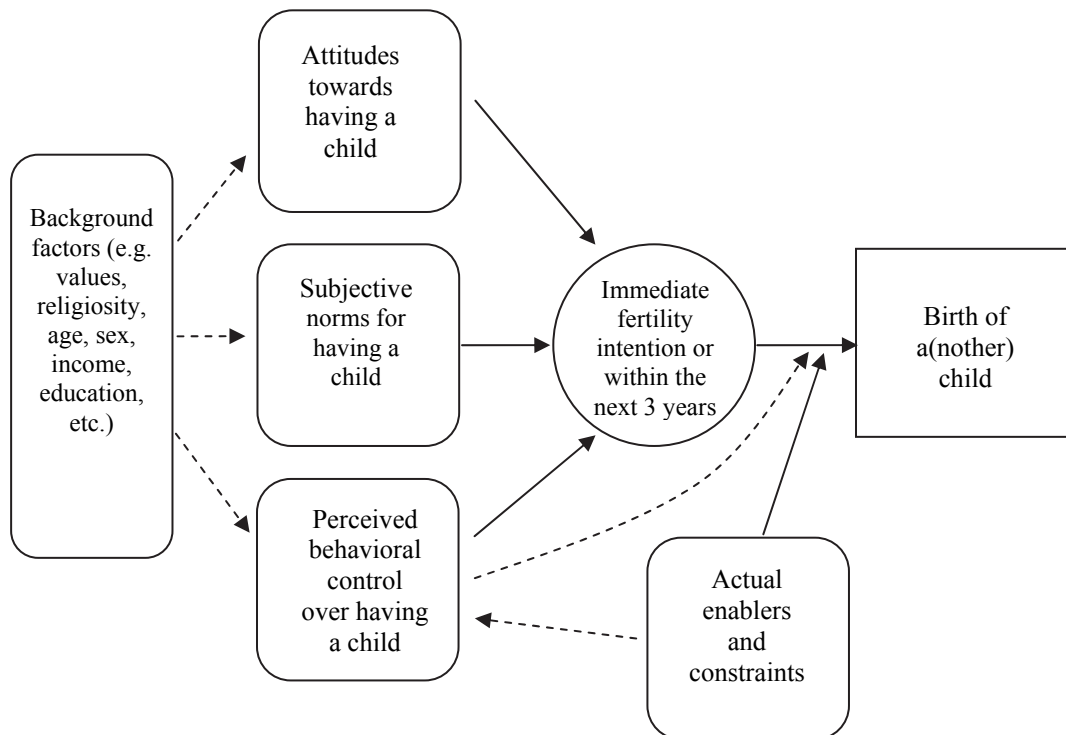 Attitudes
towards
having a
child
Background
factors (e.g.
values,
religiosity,
age, sex,
income,
education,
etc.)
Subjective
norms for
having a
child
Immediate
fertility
intention or
within the
next 3 years
Birth of
a(nother)
child
Perceived
behavioral
control
over having
a child
Actual
enablers
and
constraints